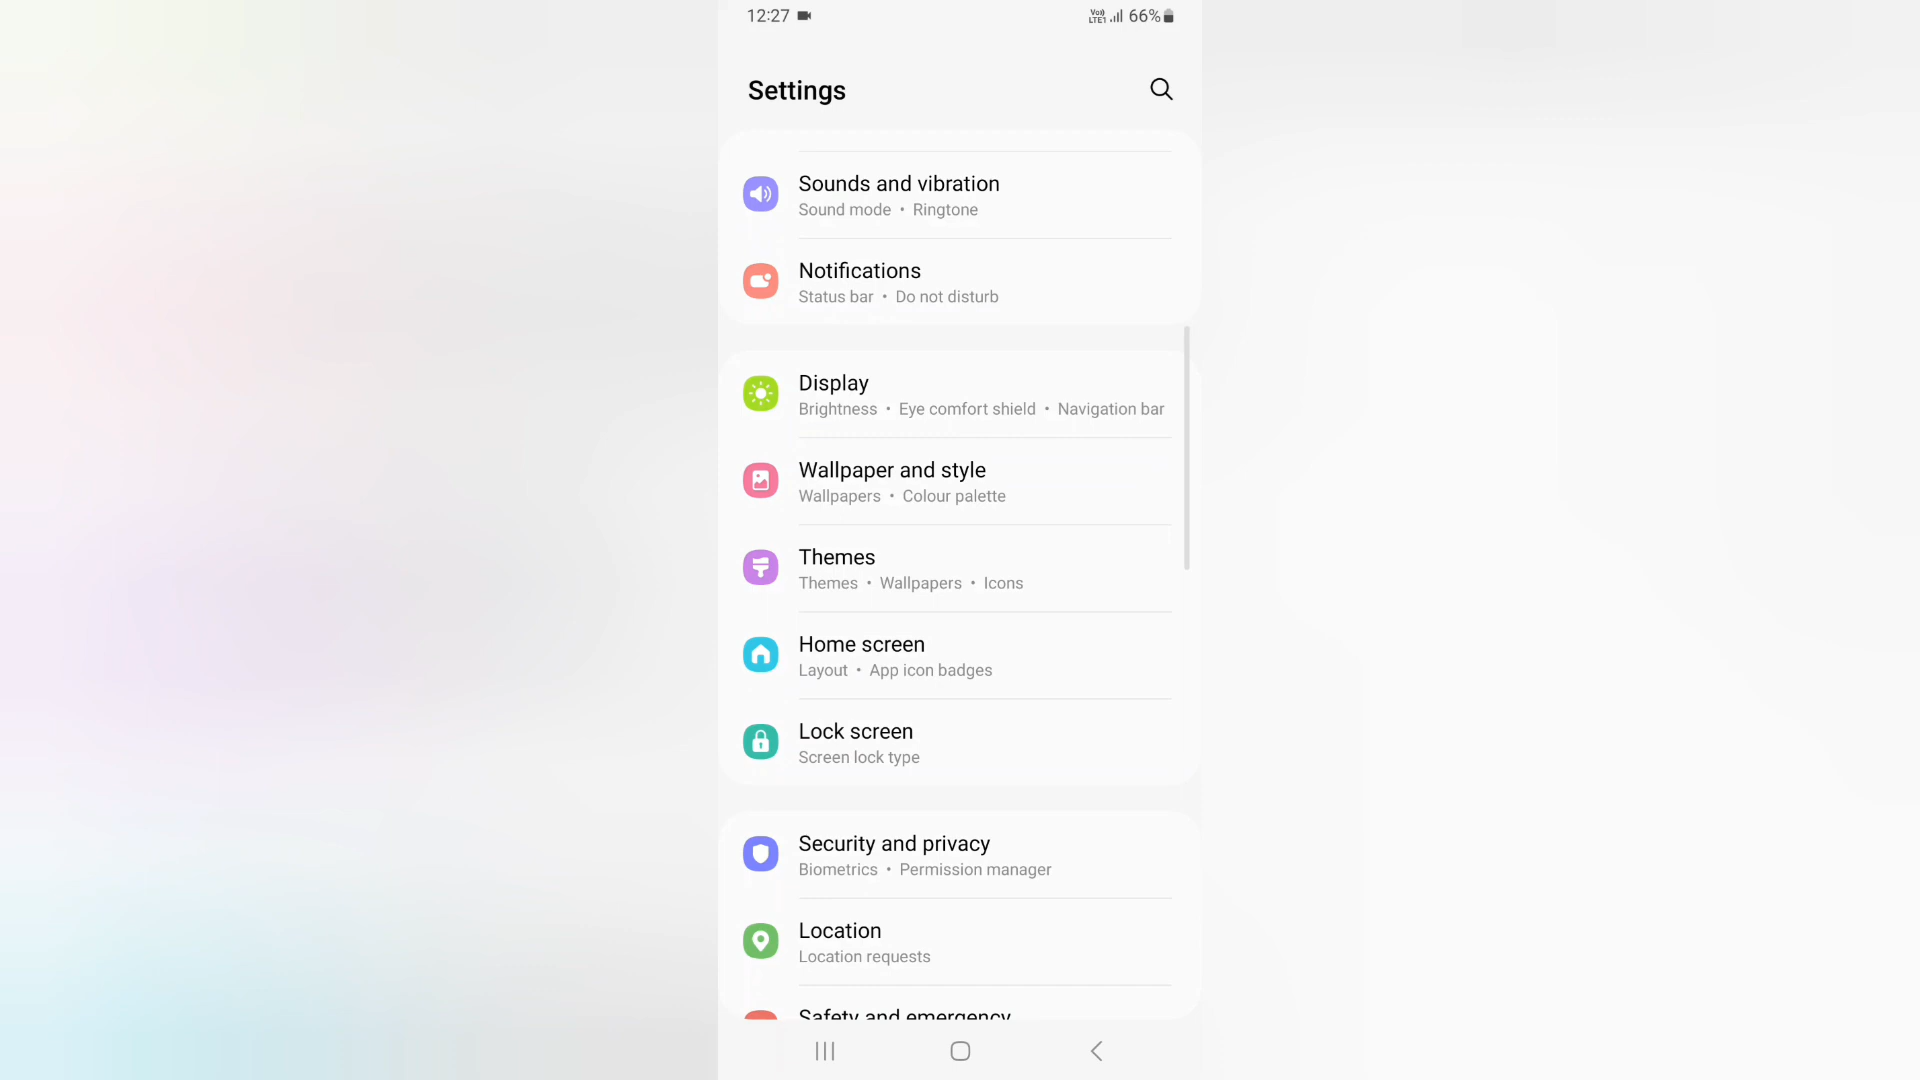 12:27
Vo)) LTE1 66%
Settings
Sounds and vibration
Sound mode • Ringtone
Notifications
Status bar • Do not disturb
Display
Brightness • Eye comfort shield • Navigation bar
Wallpaper and style
Wallpapers • Colour palette
Themes
Themes • Wallpapers • Icons
Home screen
Layout • App icon badges
Lock screen
Screen lock type
Security and privacy
Biometrics • Permission manager
Location
Location requests
Safety and emergency